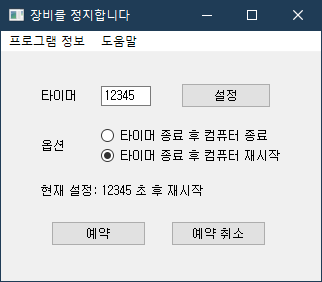 장비를 정지합니다
프로그램 정보 도움말
타이머 12345 설정
옵션
타이머 종료 후 컴퓨터 종료
타이머 종료 후 컴퓨터 재시작
현재 설정: 12345 초 후 재시작
예약 예약 취소